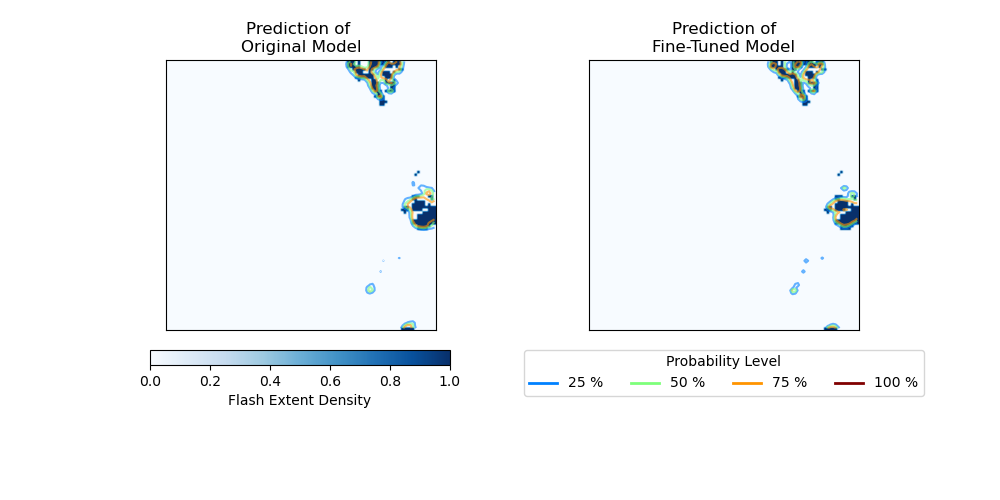 Prediction of
Original Model
Prediction of
Fine-Tuned Model
0.0 0.2 0.4 0.6 0.8 1.0
Flash Extent Density
Probability Level
25 % 50 % 75 % 100 %